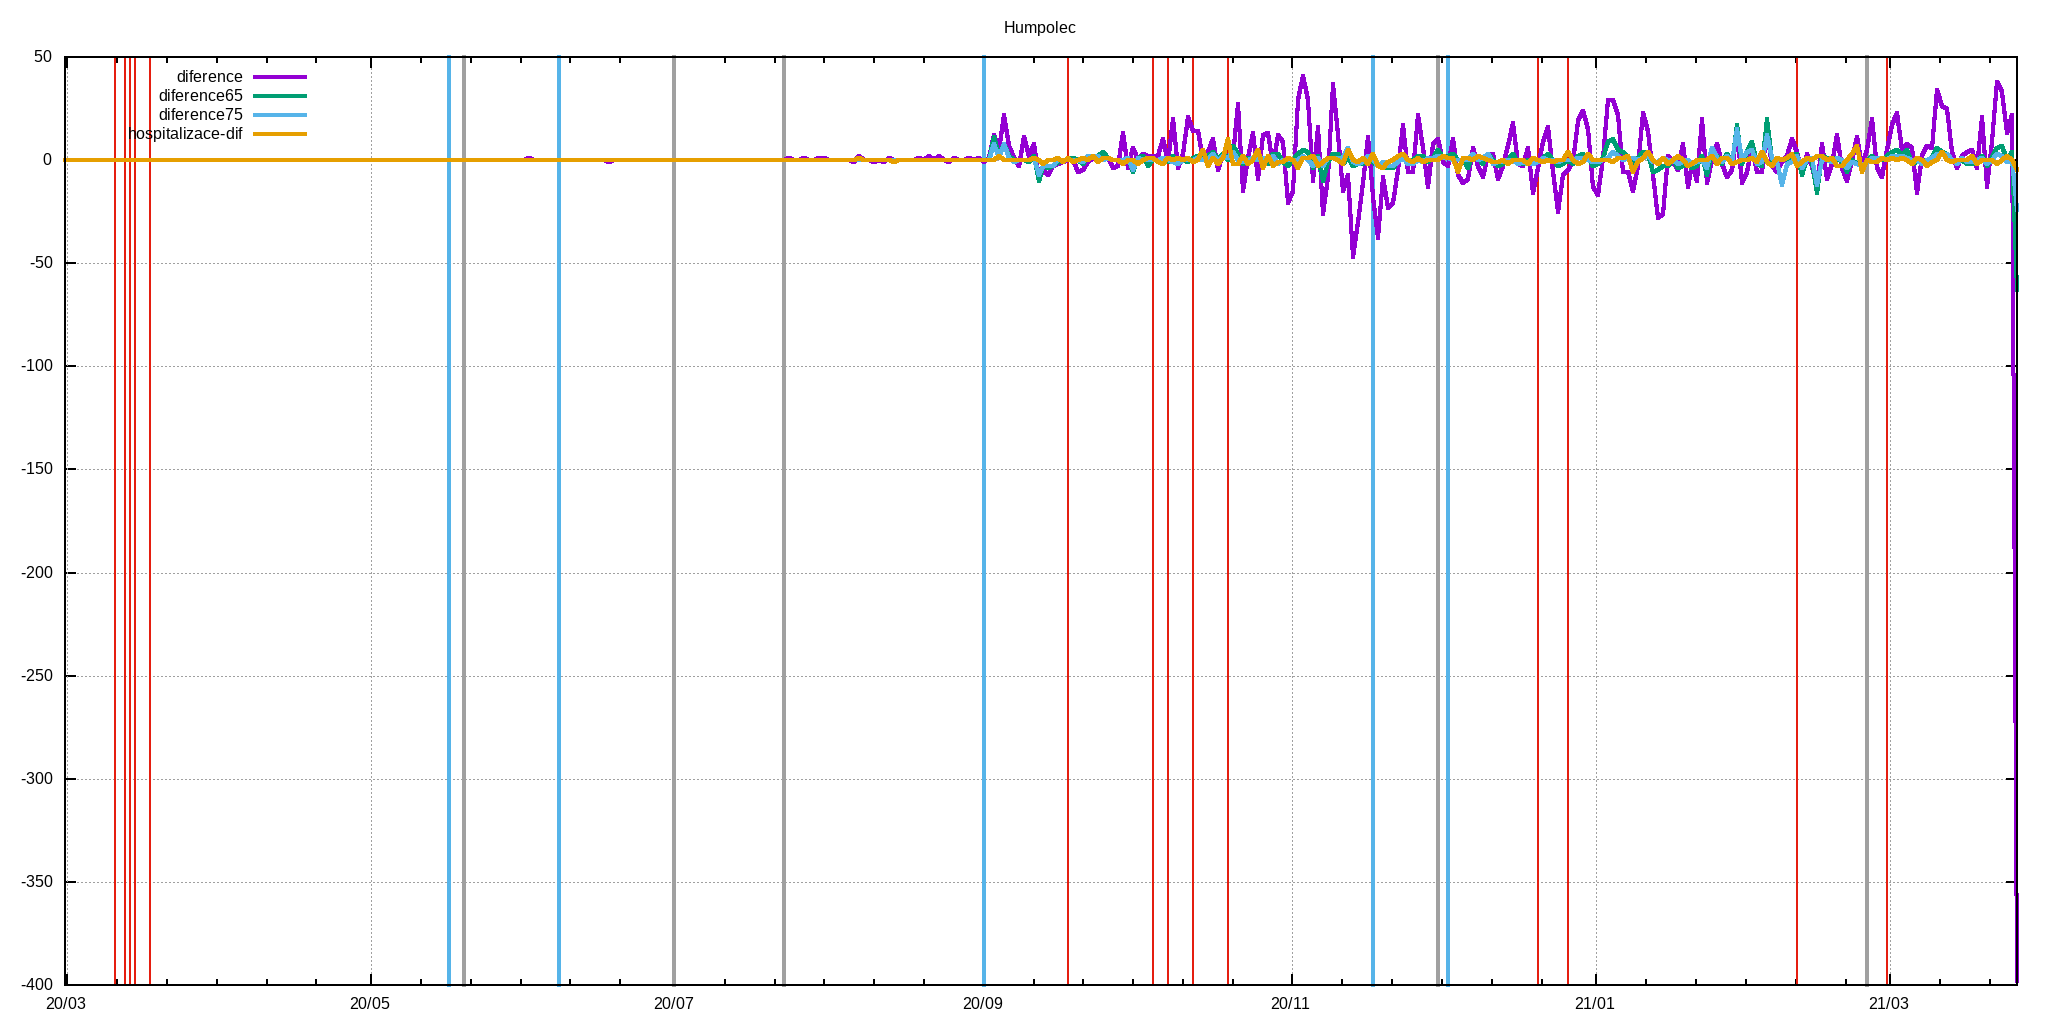 Humpolec
50
diference
diference65
diference75
hospitalizace-dif
0
-50
-100
-150
-200
-250
-300
-350
-400
20/03 20/05 20/07 20/09 20/11 21/01 21/03